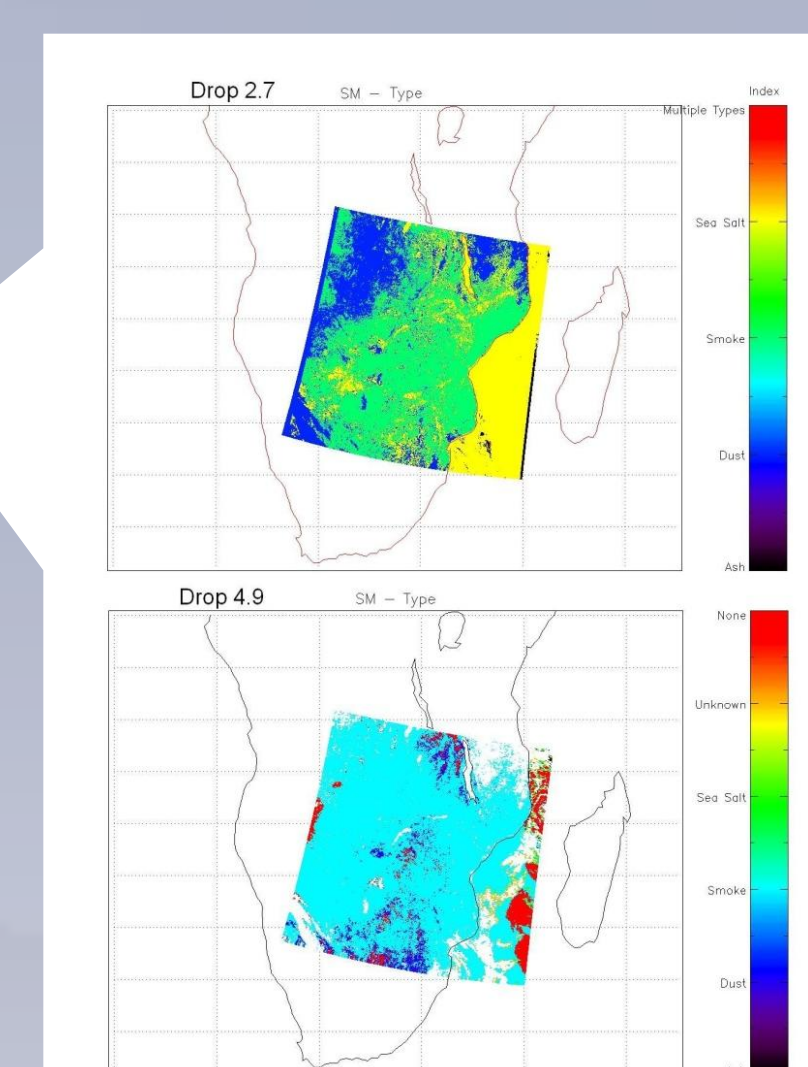 Drop 2.7
SM – Type
Index
Multiple Types
Sea Salt
Smoke
Dust
Ash
Drop 4.9
SM – Type
None
Unknown
Sea Salt
Smoke
Dust